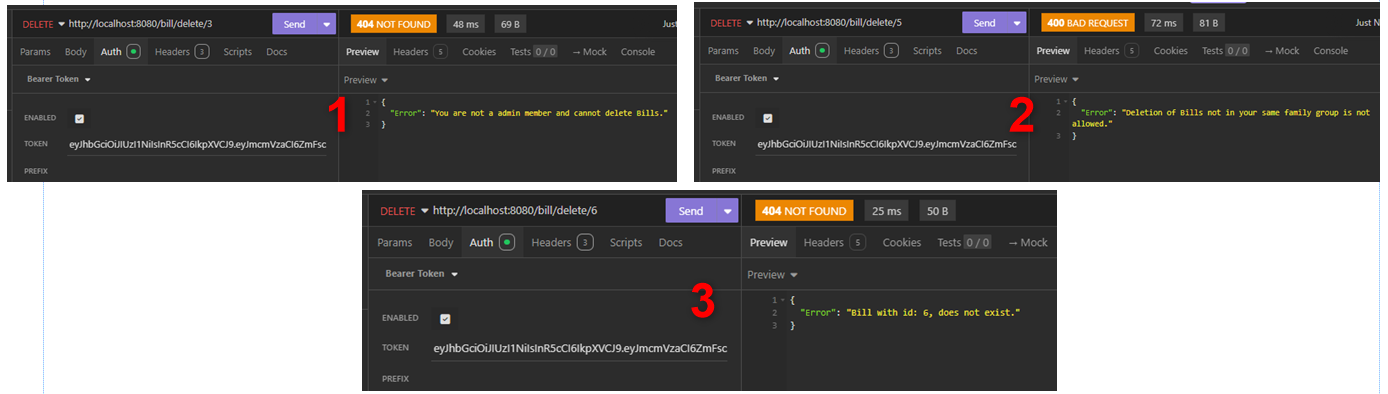 DELETE http://localhost:8080/bill/delete/3 Send 404 NOT FOUND 48 ms 69 B Jus
Params Body Auth Headers 3 Scripts Docs Preview Headers 5 Cookies Tests 0 / 0 → Mock Console
Bearer Token Preview
1 {
ENABLED 2 "Error": "You are not a admin member and cannot delete Bills."
3 }
TOKEN eyJhbGciOiJIUzI1NiIsInR5cCI6IkpXVCJ9.eyJmcmVzaCI6ZmFsc
PREFIX
1
DELETE http://localhost:8080/bill/delete/5 Send 400 BAD REQUEST 72 ms 81 B Just N
Params Body Auth Headers 3 Scripts Docs Preview Headers 5 Cookies Tests 0 / 0 → Mock Console
Bearer Token Preview
1 {
ENABLED 2 "Error": "Deletion of Bills not in your same family group is not
allowed."
3 }
TOKEN eyJhbGciOiJIUzI1NiIsInR5cCI6IkpXVCJ9.eyJmcmVzaCI6ZmFsc
PREFIX
2
DELETE http://localhost:8080/bill/delete/6 Send 404 NOT FOUND 25 ms 50 B
Params Body Auth Headers 3 Scripts Docs Preview Headers 5 Cookies Tests 0 / 0 → Mock
Bearer Token Preview
1 {
ENABLED 2 "Error": "Bill with id: 6, does not exist."
3 }
TOKEN eyJhbGciOiJIUzI1NiIsInR5cCI6IkpXVCJ9.eyJmcmVzaCI6ZmFsc
PREFIX
3